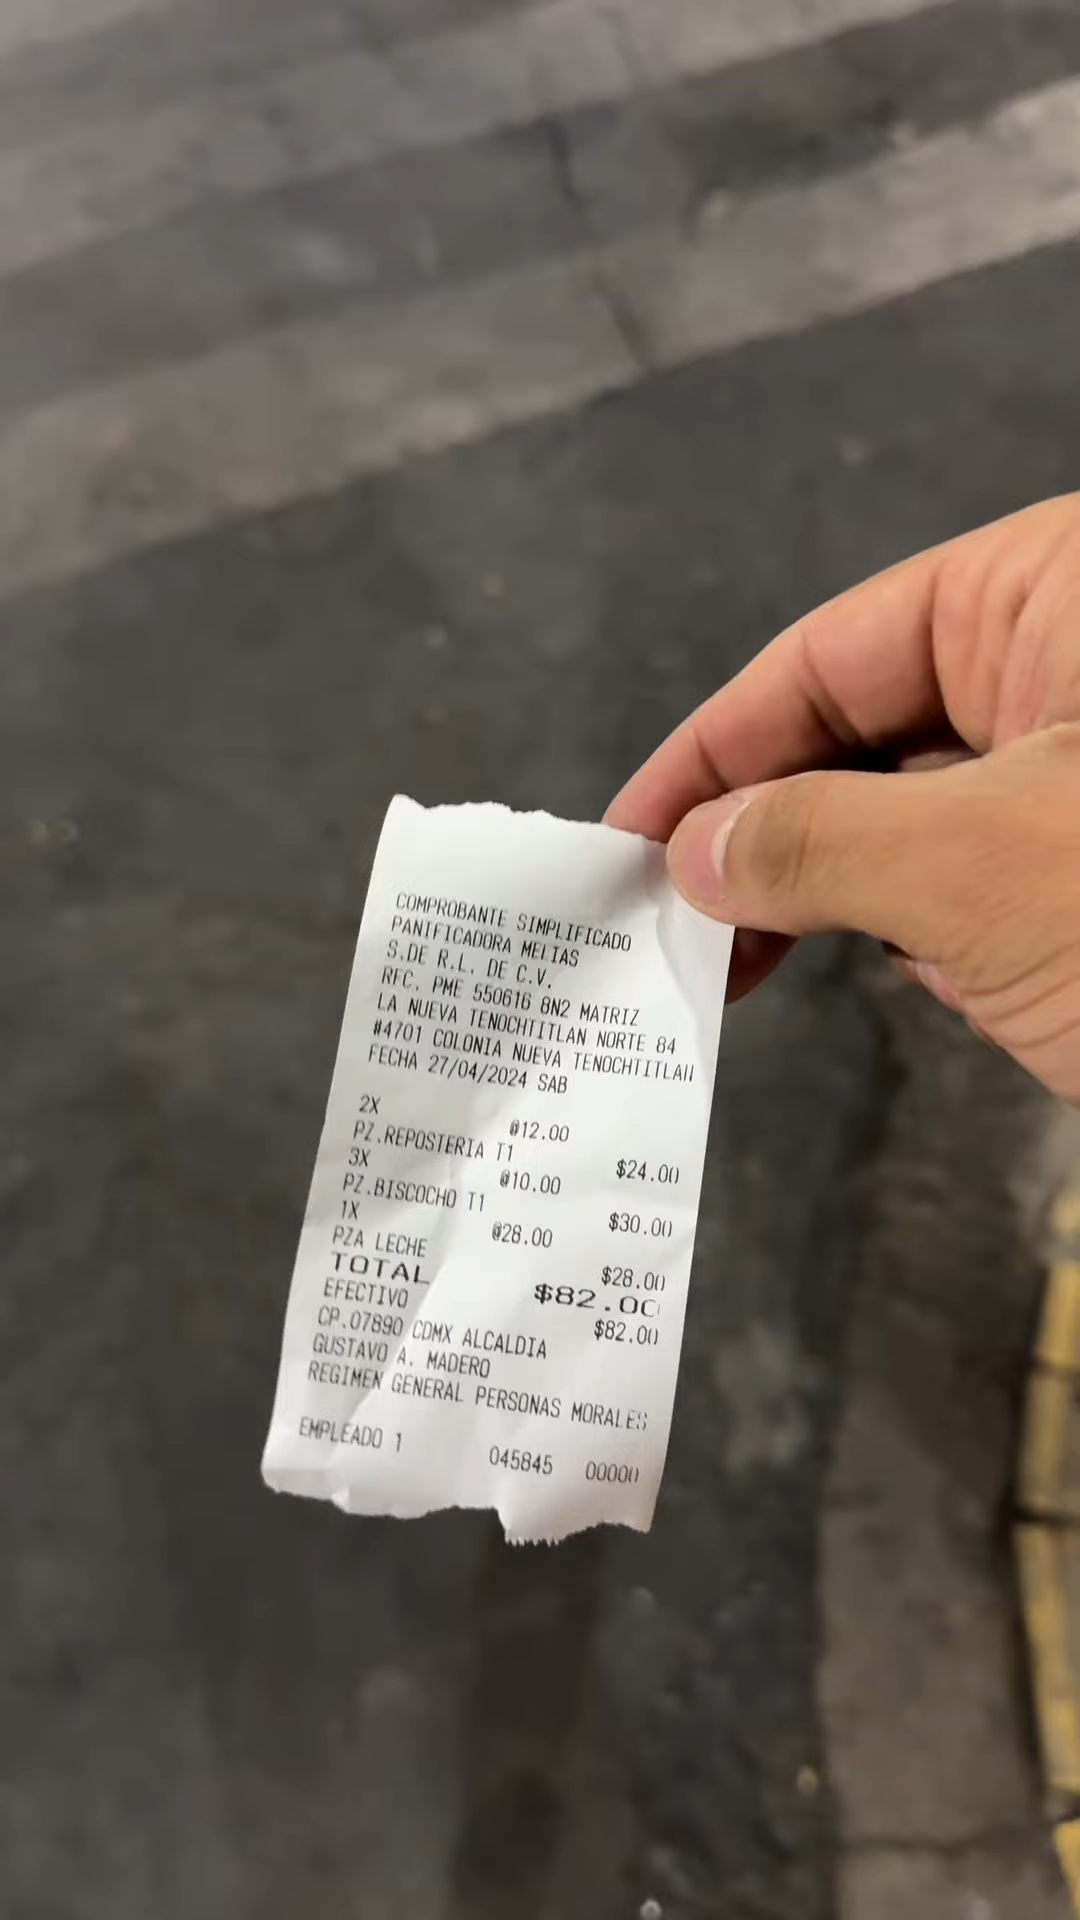 COMPROBANTE SIMPLIFICADO
PANIFICADORA MELIAS
S.DE R.L. DE C.V.
RFC. PME 550616 8N2 MATRIZ
LA NUEVA TENOCHTITLAN NORTE 84
#4701 COLONIA NUEVA TENOCHTITLAN
FECHA 27/04/2024 SAB
2X @12.00
PZ.REPOSTERIA T1 $24.00
3X @10.00
PZ.BISCOCHO T1 $30.00
1X @28.00
PZA LECHE $28.00
TOTAL $82.00
EFECTIVO $82.00
CP.07890 CDMX ALCALDIA
GUSTAVO A. MADERO
REGIMEN GENERAL PERSONAS MORALES
EMPLEADO 1 045845 00000